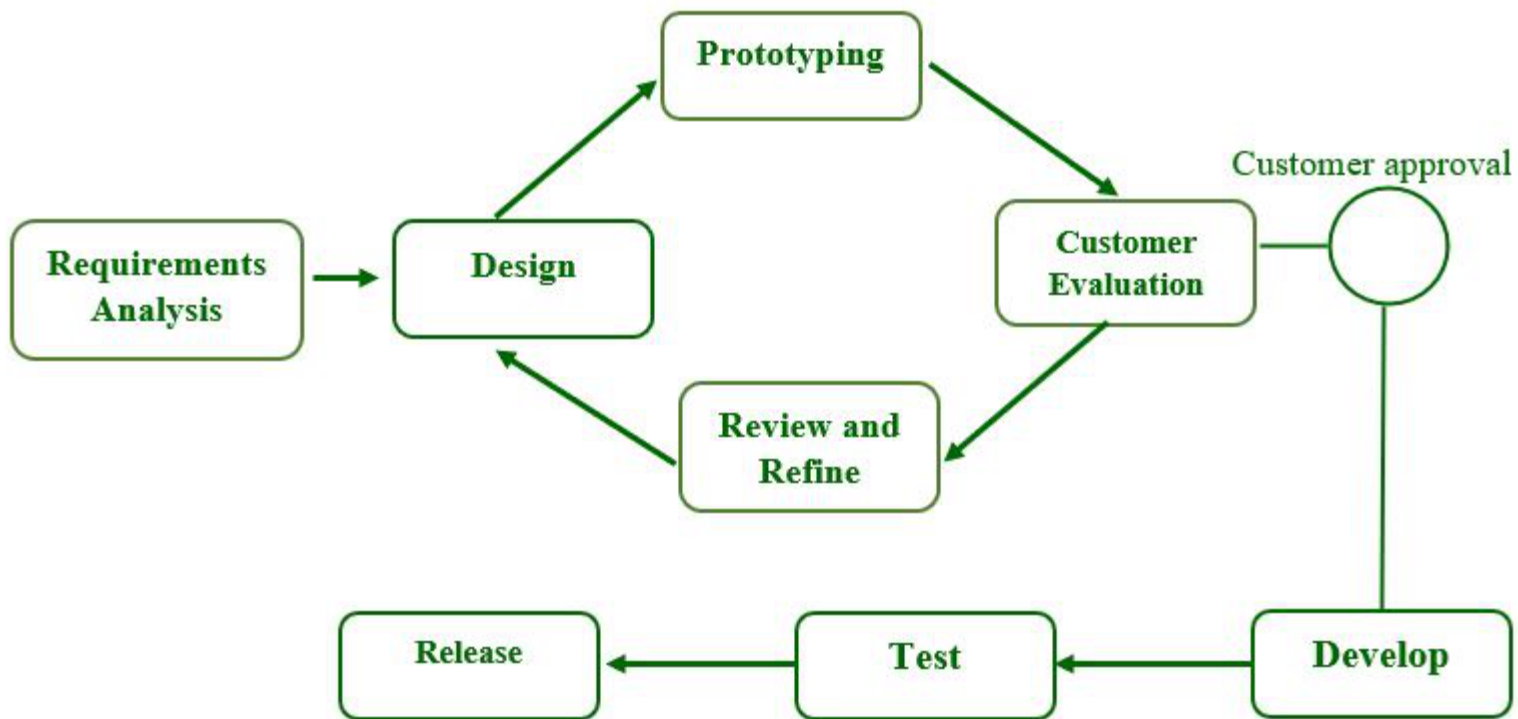 Prototyping
Customer approval
Requirements
Analysis
Design
Customer
Evaluation
Review and
Refine
Release
Test
Develop